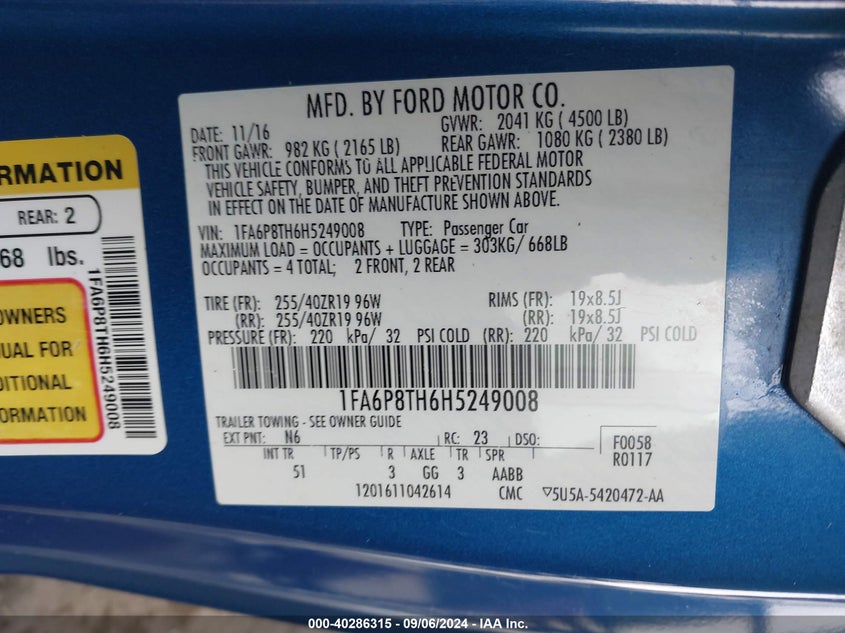 RMATION
REAR: 2
68 lbs.
OWNERS
UAL FOR
DITIONAL
FORMATION
1FA6P8TH6H5249008
MFD. BY FORD MOTOR CO.
DATE: 11/16 GVWR: 2041 KG ( 4500 LB)
FRONT GAWR: 982 KG ( 2165 LB) REAR GAWR: 1080 KG ( 2380 LB)
THIS VEHICLE CONFORMS TO ALL APPLICABLE FEDERAL MOTOR
VEHICLE SAFETY, BUMPER, AND THEFT PREVENTION STANDARDS
IN EFFECT ON THE DATE OF MANUFACTURE SHOWN ABOVE.
VIN: 1FA6P8TH6H5249008 TYPE: Passenger Car
MAXIMUM LOAD = OCCUPANTS + LUGGAGE = 303KG/ 668LB
OCCUPANTS = 4 TOTAL; 2 FRONT, 2 REAR
TIRE (FR): 255/40ZR19 96W RIMS (FR): 19x8.5J
(RR): 255/40ZR19 96W (RR): 19x8.5J
PRESSURE (FR): 220 kPa/ 32 PSI COLD (RR): 220 kPa/ 32 PSI COLD
1FA6P8TH6H5249008
TRAILER TOWING - SEE OWNER GUIDE
EXT PNT: N6 RC: 23 DSO: F0058
INT TR TP/PS R AXLE TR SPR R0117
51 3 GG 3 AABB
1201611042614 CMC ▽5U5A-5420472-AA
000-40286315 - 09/06/2024 - IAA Inc.